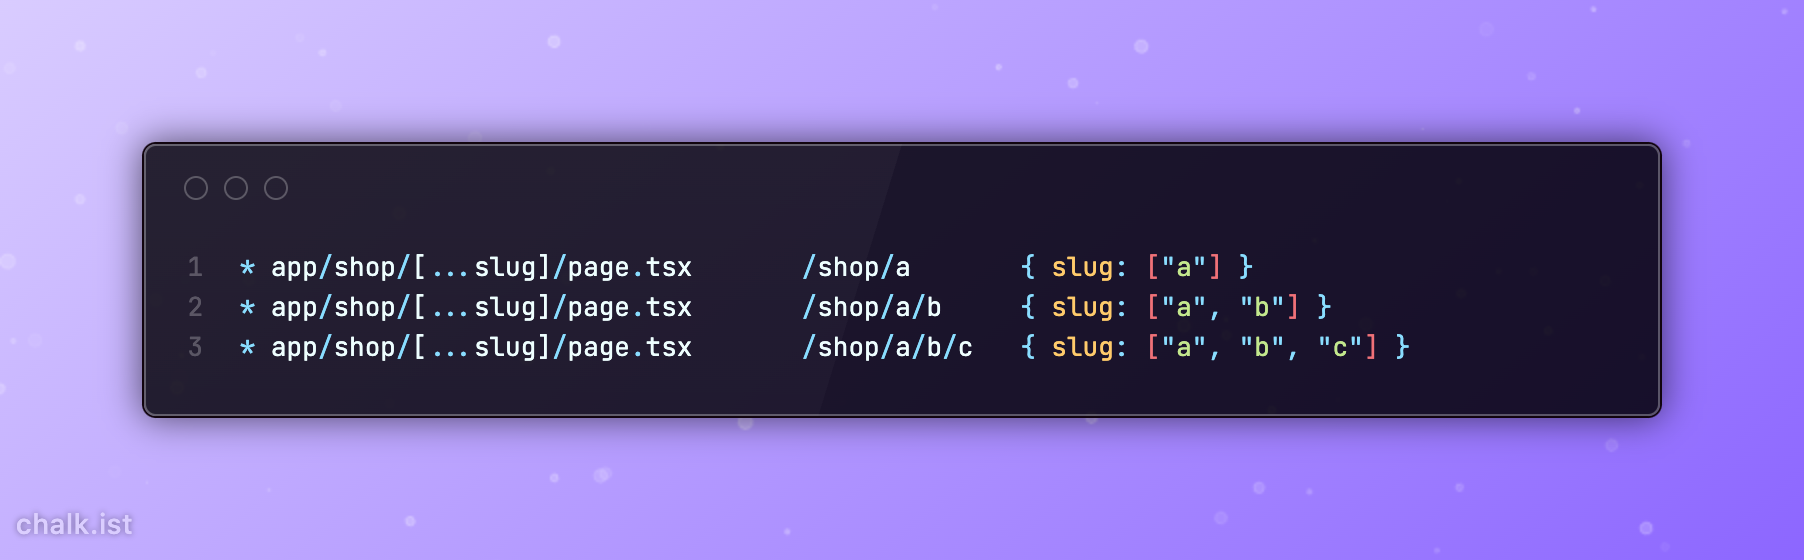 1 * app/shop/[...slug]/page.tsx /shop/a { slug: ["a"] }
2 * app/shop/[...slug]/page.tsx /shop/a/b { slug: ["a", "b"] }
3 * app/shop/[...slug]/page.tsx /shop/a/b/c { slug: ["a", "b", "c"] }
chalk.ist